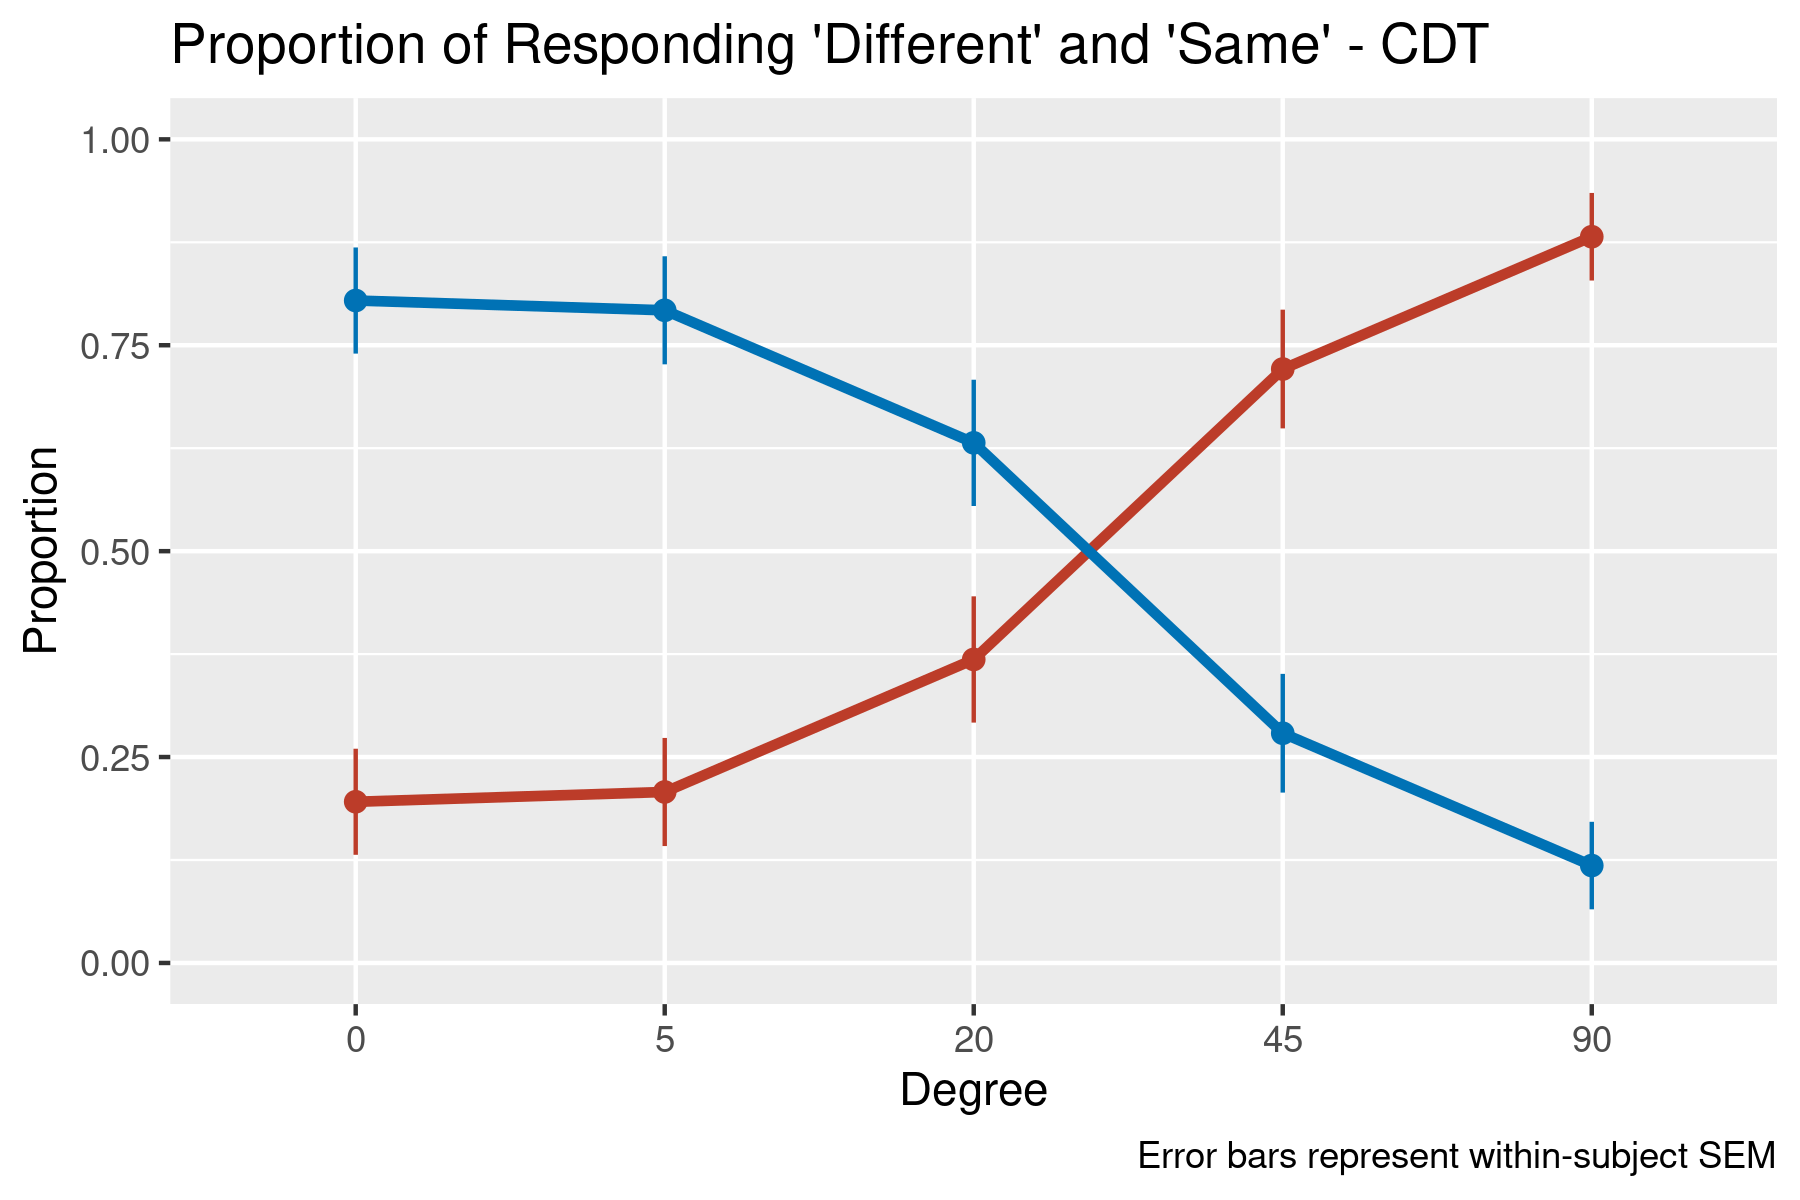 Proportion of Responding 'Different' and 'Same' - CDT
Proportion
1.00
0.75
0.50
0.25
0.00
0 5 20 45 90
Degree
Error bars represent within-subject SEM